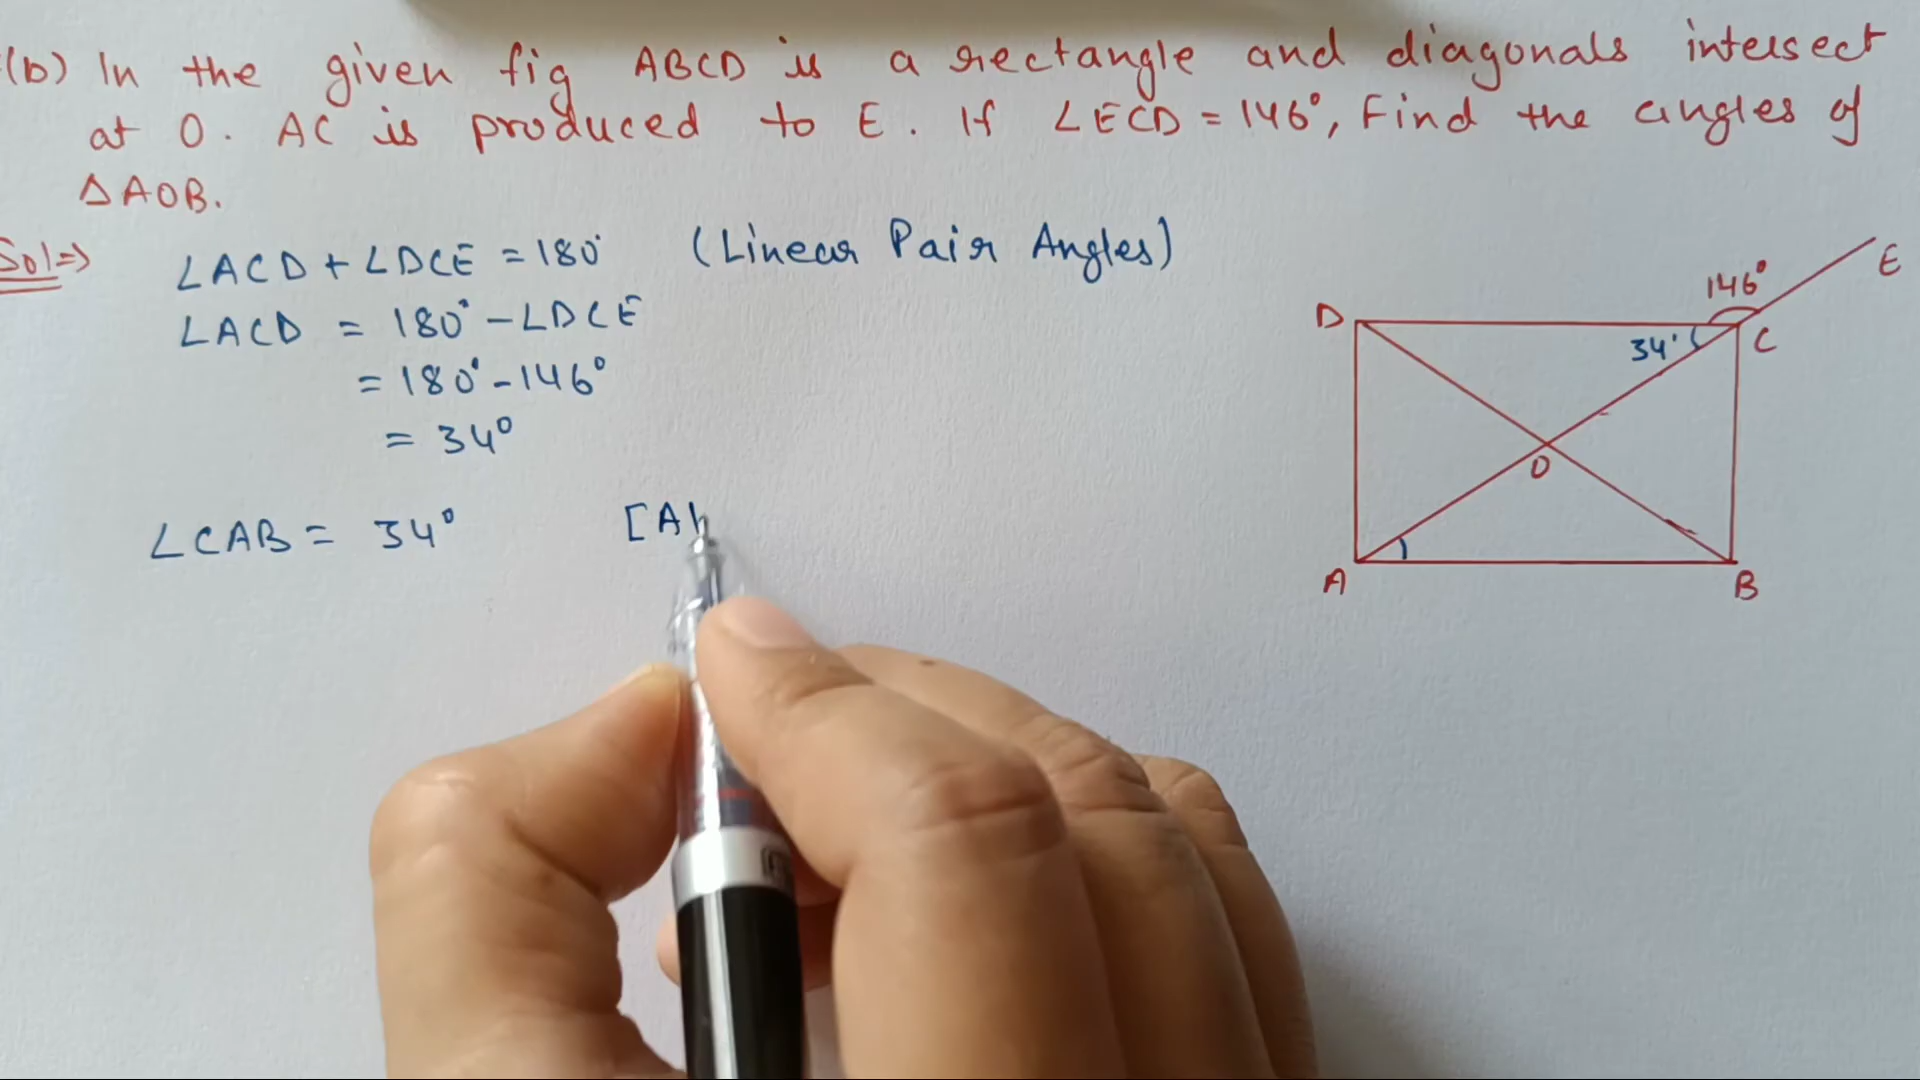 (b) In the given fig ABCD is a rectangle and diagonals intersect
at O. AC is produced to E. If ∠ECD = 146°, Find the angles of
△AOB.
Sol⇒ ∠ACD + ∠DCE = 180° (Linear Pair Angles)
∠ACD = 180° - ∠DCE
= 180° - 146°
= 34°
∠CAB = 34° [A
E
146°
D
34°
C
O
A
B